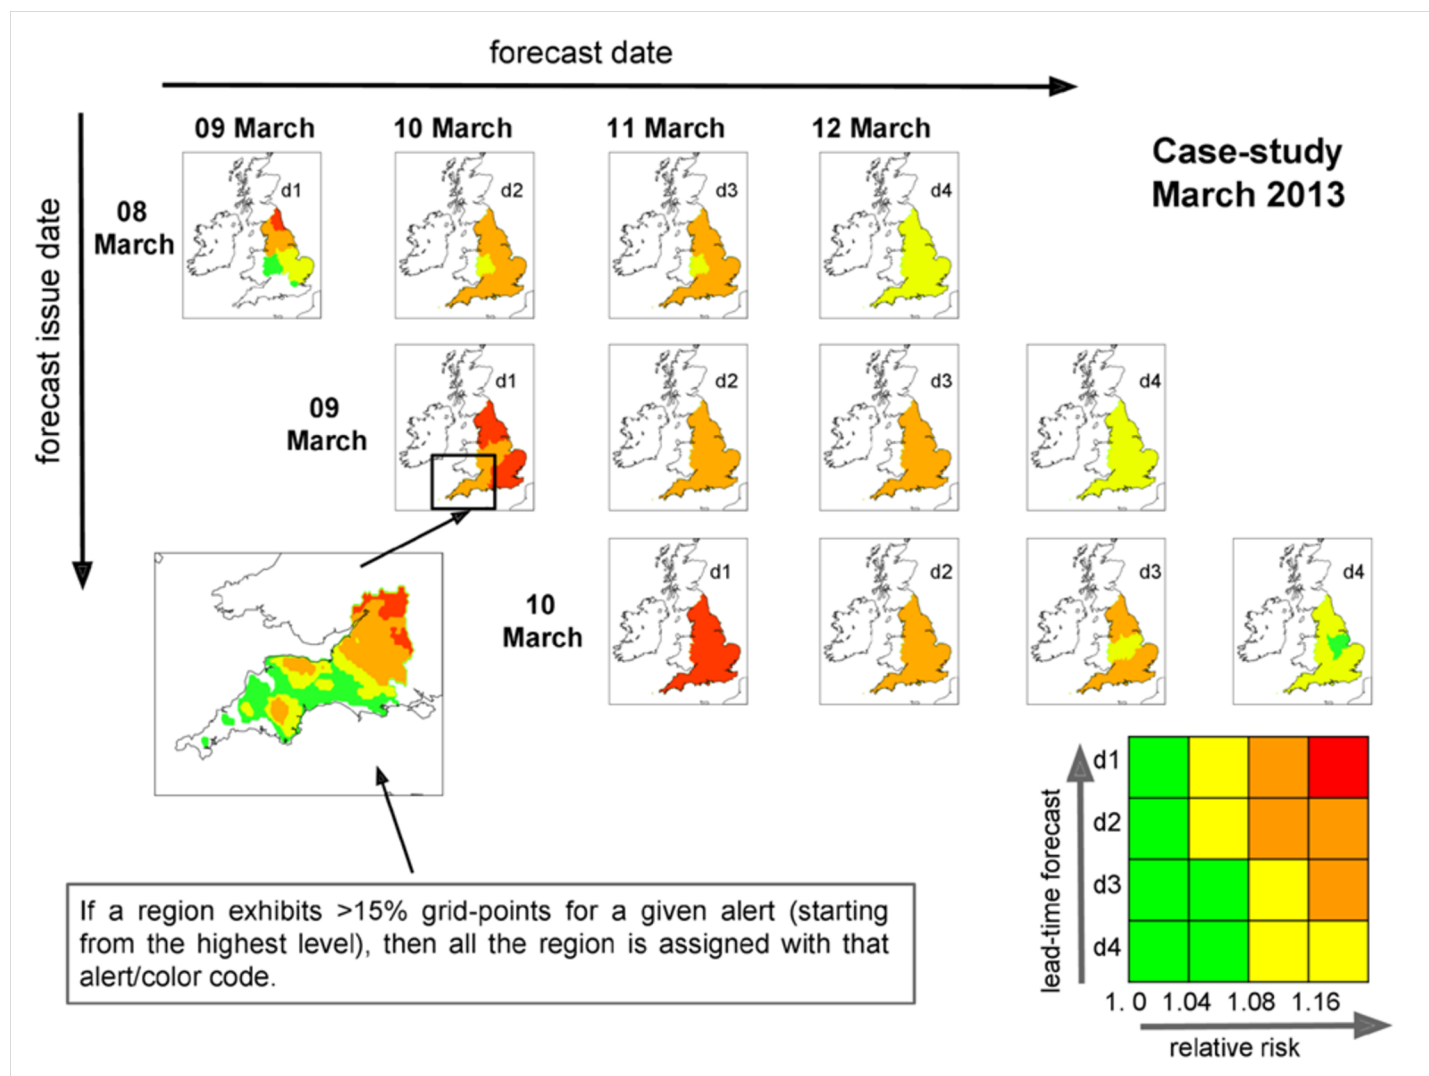 forecast date
09 March 10 March 11 March 12 March
Case-study
March 2013
forecast issue date
08
March
d1 d2 d3 d4
09
March
d1 d2 d3 d4
10
March
d1 d2 d3 d4
If a region exhibits >15% grid-points for a given alert (starting
from the highest level), then all the region is assigned with that
alert/color code.
lead-time forecast
d1
d2
d3
d4
1. 0 1.04 1.08 1.16
relative risk